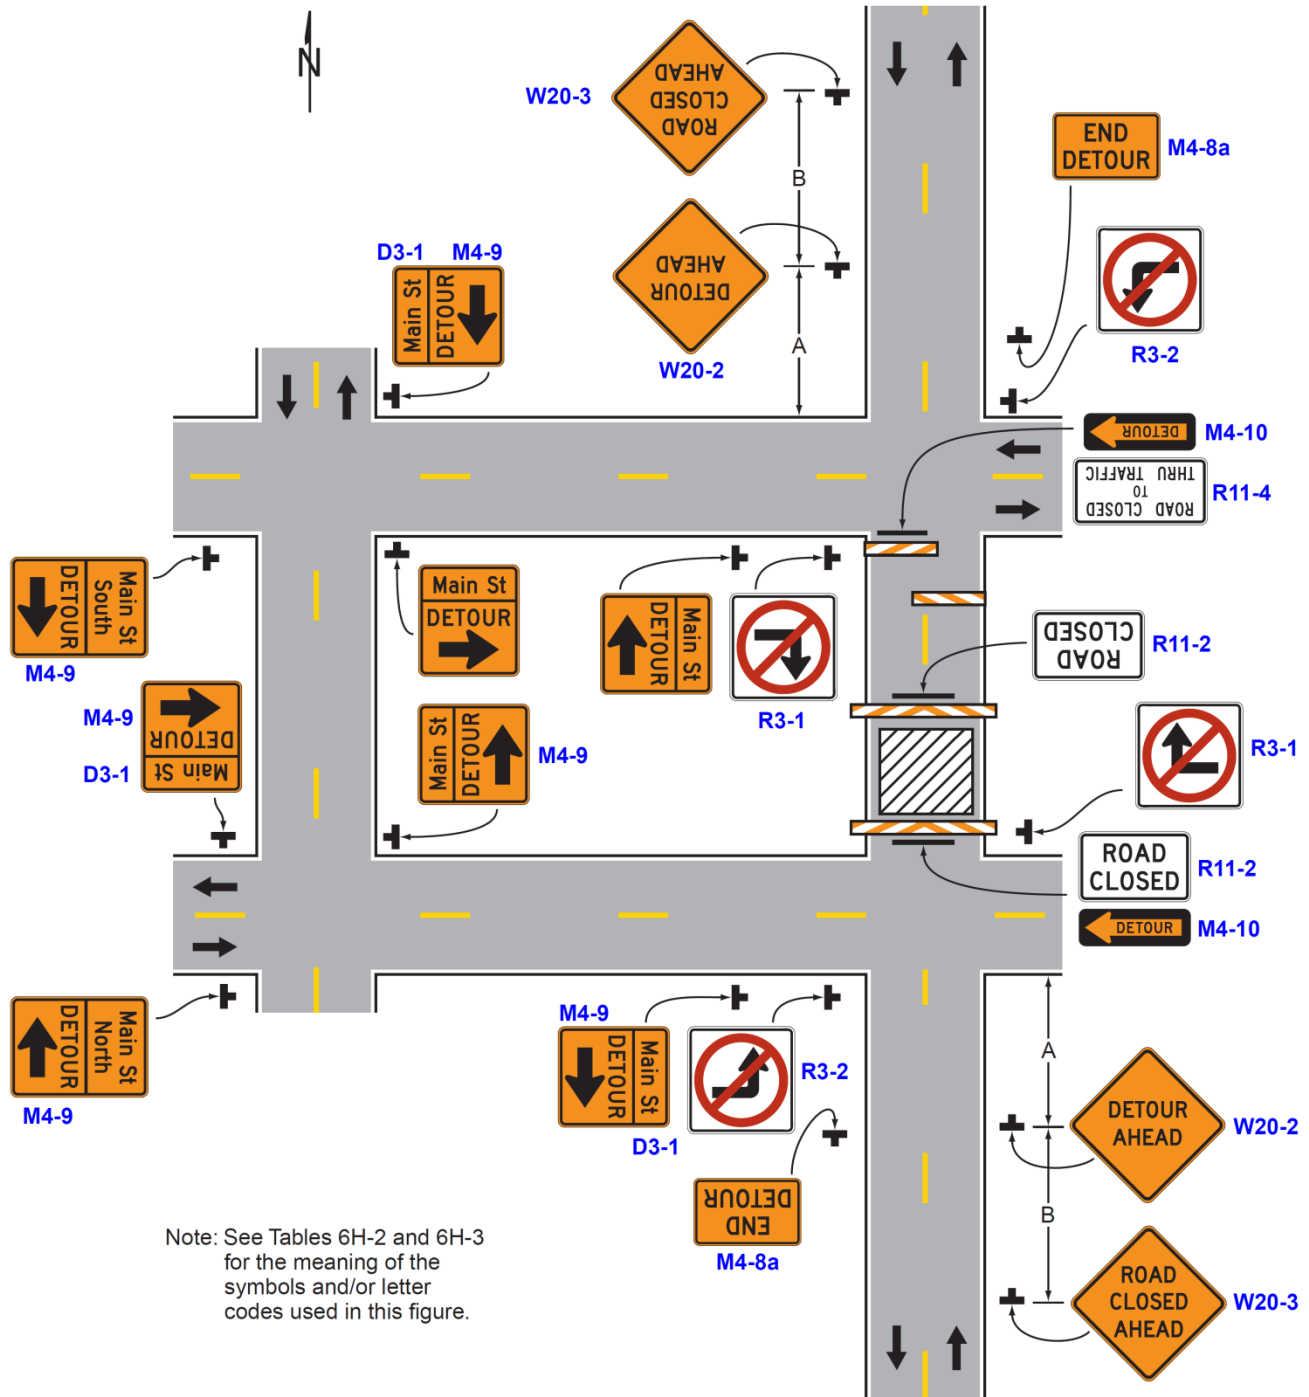 N
ROAD
CLOSED
AHEAD
W20-3
B
DETOUR
AHEAD
W20-2
A
END
DETOUR
M4-8a
R3-2
D3-1 M4-9
Main St
DETOUR
DETOUR
M4-10
ROAD CLOSED
TO
THRU TRAFFIC
R11-4
Main St
South
DETOUR
M4-9
Main St
DETOUR
Main St
DETOUR
R3-1
ROAD
CLOSED
R11-2
M4-9
D3-1
Main St
DETOUR
Main St
DETOUR
M4-9
R3-1
ROAD
CLOSED
R11-2
DETOUR
M4-10
Main St
North
DETOUR
M4-9
M4-9
Main St
DETOUR
D3-1
R3-2
END
DETOUR
M4-8a
A
DETOUR
AHEAD
W20-2
B
ROAD
CLOSED
AHEAD
W20-3
Note: See Tables 6H-2 and 6H-3
for the meaning of the
symbols and/or letter
codes used in this figure.